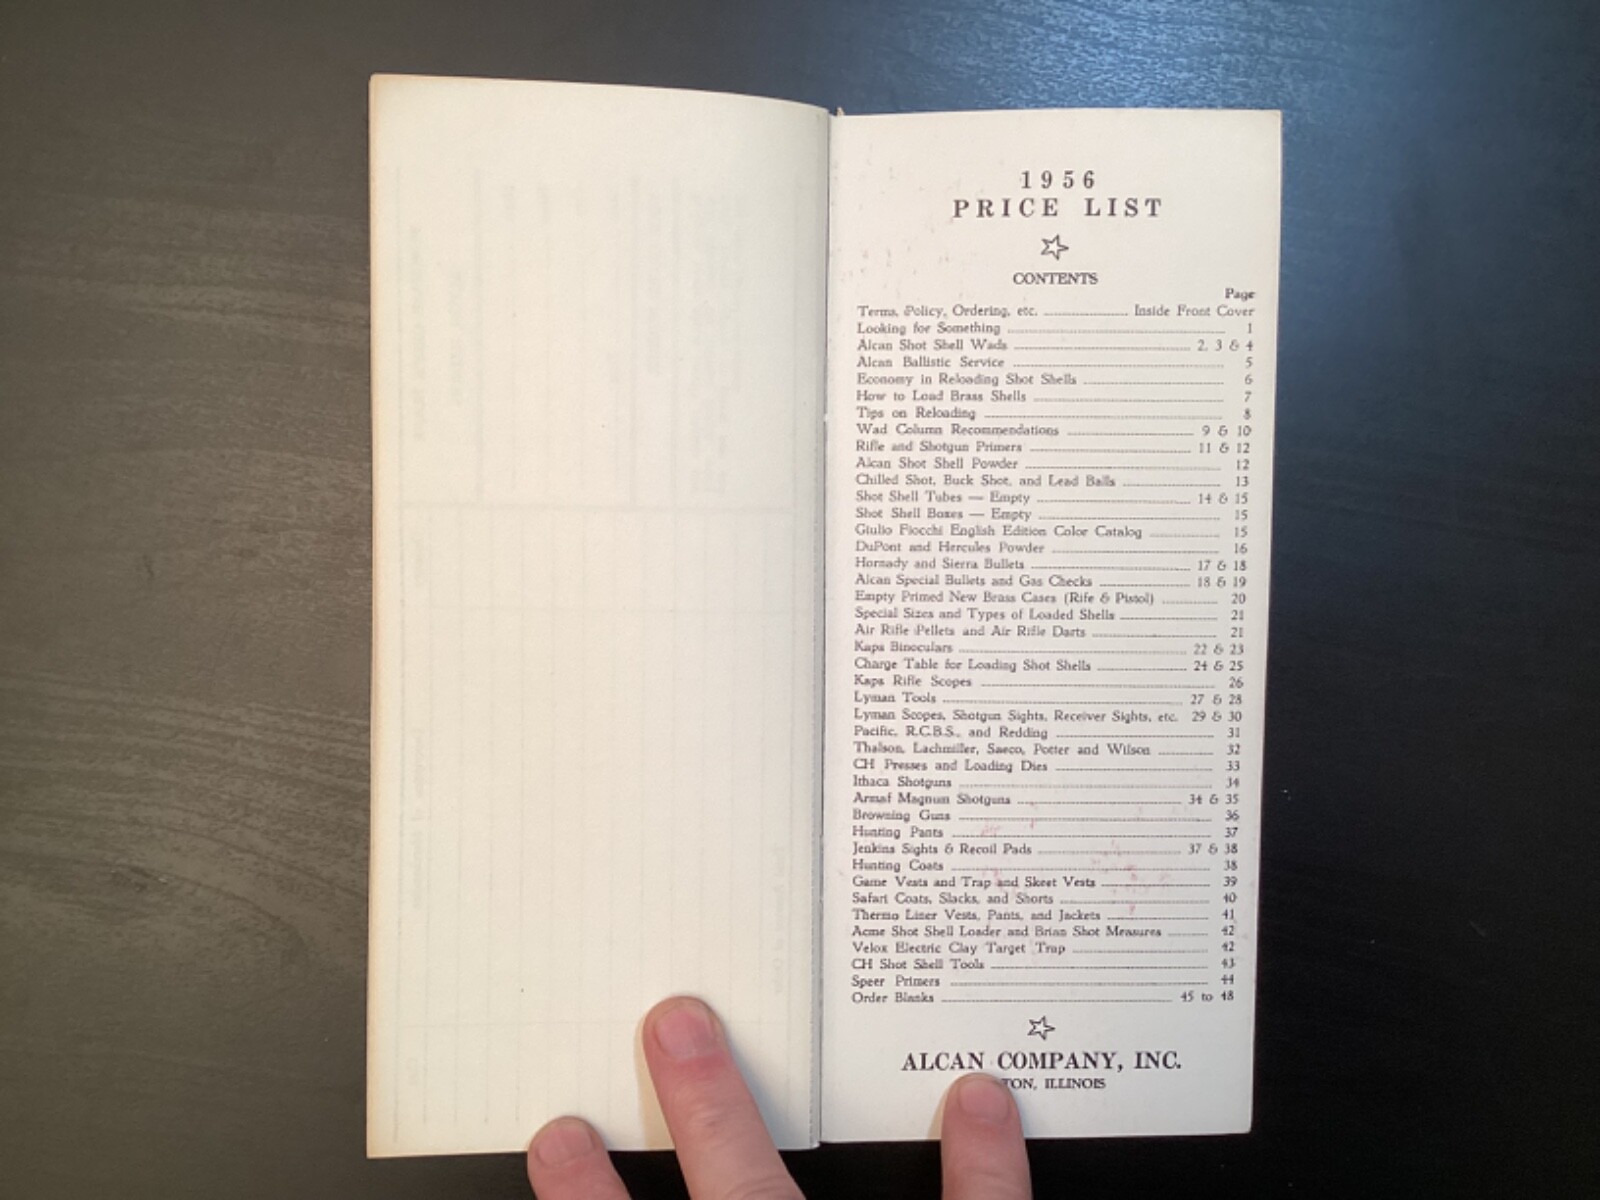 1956
PRICE LIST
CONTENTS
Page
Terms, Policy, Ordering, etc. Inside Front Cover
Looking for Something 1
Alcan Shot Shell Wads 2, 3 & 4
Alcan Ballistic Service 5
Economy in Reloading Shot Shells 6
How to Load Brass Shells 7
Tips on Reloading 8
Wad Column Recommendations 9 & 10
Rifle and Shotgun Primers 11 & 12
Alcan Shot Shell Powder 12
Chilled Shot, Buck Shot, and Lead Balls 13
Shot Shell Tubes — Empty 14 & 15
Shot Shell Boxes — Empty 15
Giulio Fiocchi English Edition Color Catalog 15
DuPont and Hercules Powder 16
Hornady and Sierra Bullets 17 & 18
Alcan Special Bullets and Gas Checks 18 & 19
Empty Primed New Brass Cases (Rife & Pistol) 20
Special Sizes and Types of Loaded Shells 21
Air Rifle Pellets and Air Rifle Darts 21
Kaps Binoculars 22 & 23
Charge Table for Loading Shot Shells 24 & 25
Kaps Rifle Scopes 26
Lyman Tools 27 & 28
Lyman Scopes, Shotgun Sights, Receiver Sights, etc. 29 & 30
Pacific, R.C.B.S., and Redding 31
Thalson, Lachmiller, Saeco, Potter and Wilson 32
CH Presses and Loading Dies 33
Ithaca Shotguns 34
Armaf Magnum Shotguns 34 & 35
Browning Guns 36
Hunting Pants 37
Jenkins Sights & Recoil Pads 37 & 38
Hunting Coats 38
Game Vests and Trap and Skeet Vests 39
Safari Coats, Slacks, and Shorts 40
Thermo Liner Vests, Pants, and Jackets 41
Acme Shot Shell Loader and Brian Shot Measures 42
Velox Electric Clay Target Trap 42
CH Shot Shell Tools 43
Speer Primers 44
Order Blanks 45 to 48
ALCAN COMPANY, INC.
TON, ILLINOIS